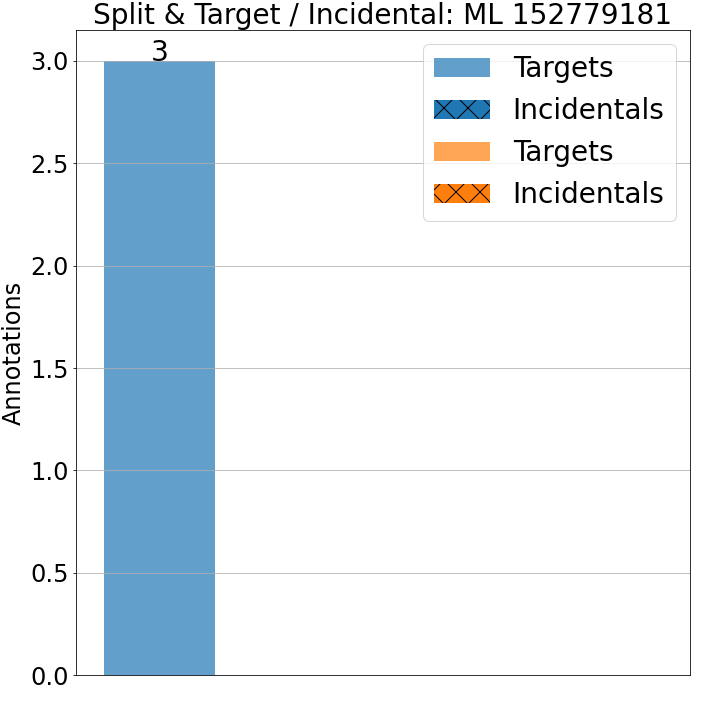 Split & Target / Incidental: ML 152779181
3
Targets
Incidentals
Targets
Incidentals
3.0
2.5
2.0
1.5
1.0
0.5
0.0
Annotations